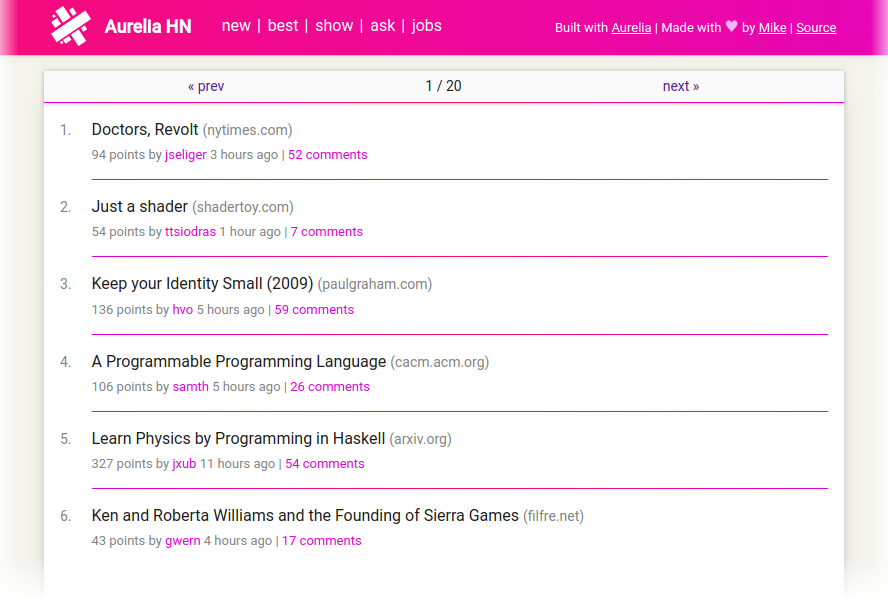 Aurelia HN new | best | show | ask | jobs Built with Aurelia | Made with ♥ by Mike | Source
« prev 1 / 20 next »
1. Doctors, Revolt (nytimes.com)
94 points by jseliger 3 hours ago | 52 comments
2. Just a shader (shadertoy.com)
54 points by ttsiodras 1 hour ago | 7 comments
3. Keep your Identity Small (2009) (paulgraham.com)
136 points by hvo 5 hours ago | 59 comments
4. A Programmable Programming Language (cacm.acm.org)
106 points by samth 5 hours ago | 26 comments
5. Learn Physics by Programming in Haskell (arxiv.org)
327 points by jxub 11 hours ago | 54 comments
6. Ken and Roberta Williams and the Founding of Sierra Games (filfre.net)
43 points by gwern 4 hours ago | 17 comments